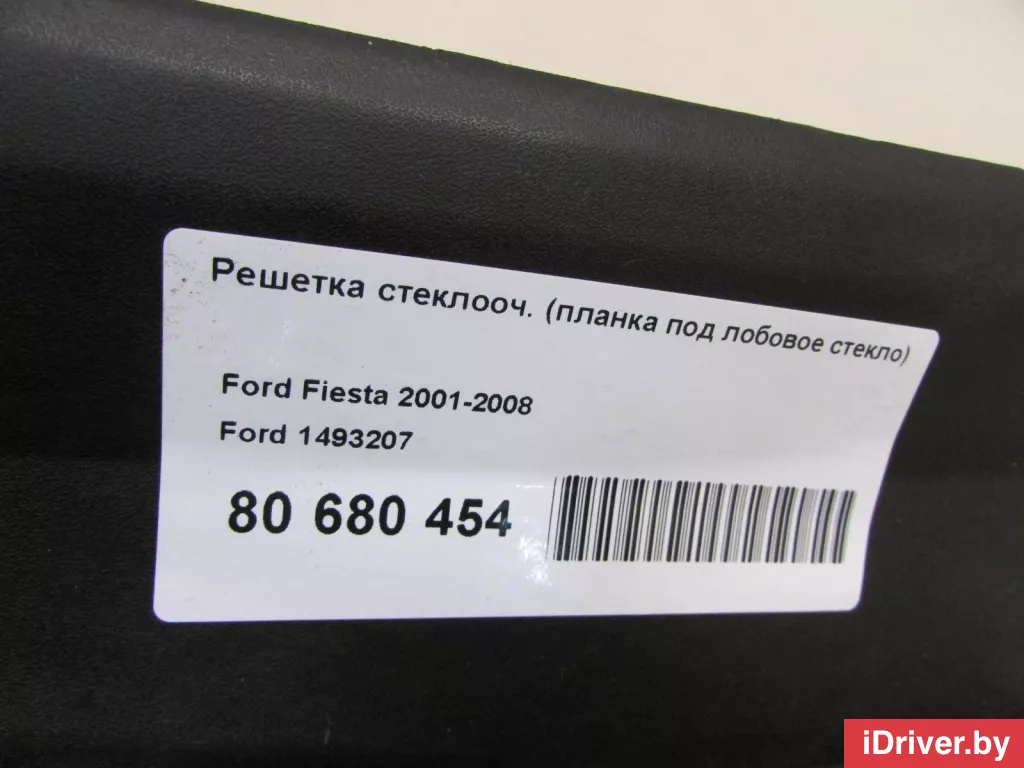 Решетка стеклооч. (планка под лобовое стекло)
Ford Fiesta 2001-2008
Ford 1493207
80 680 454
iDriver.by